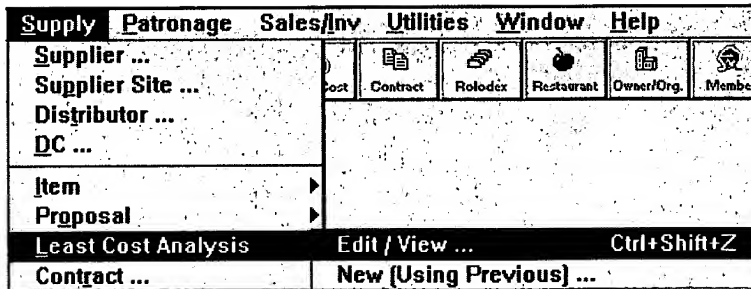 Supply Patronage Sales/Inv Utilities Window Help
Supplier ...
Supplier Site ...
Cost Contract Rolodex Restaurant Owner/Org. Membe
Distributor ...
DC ...
Item
Proposal
Least Cost Analysis Edit / View ... Ctrl+Shift+Z
Contract ... New (Using Previous) ...